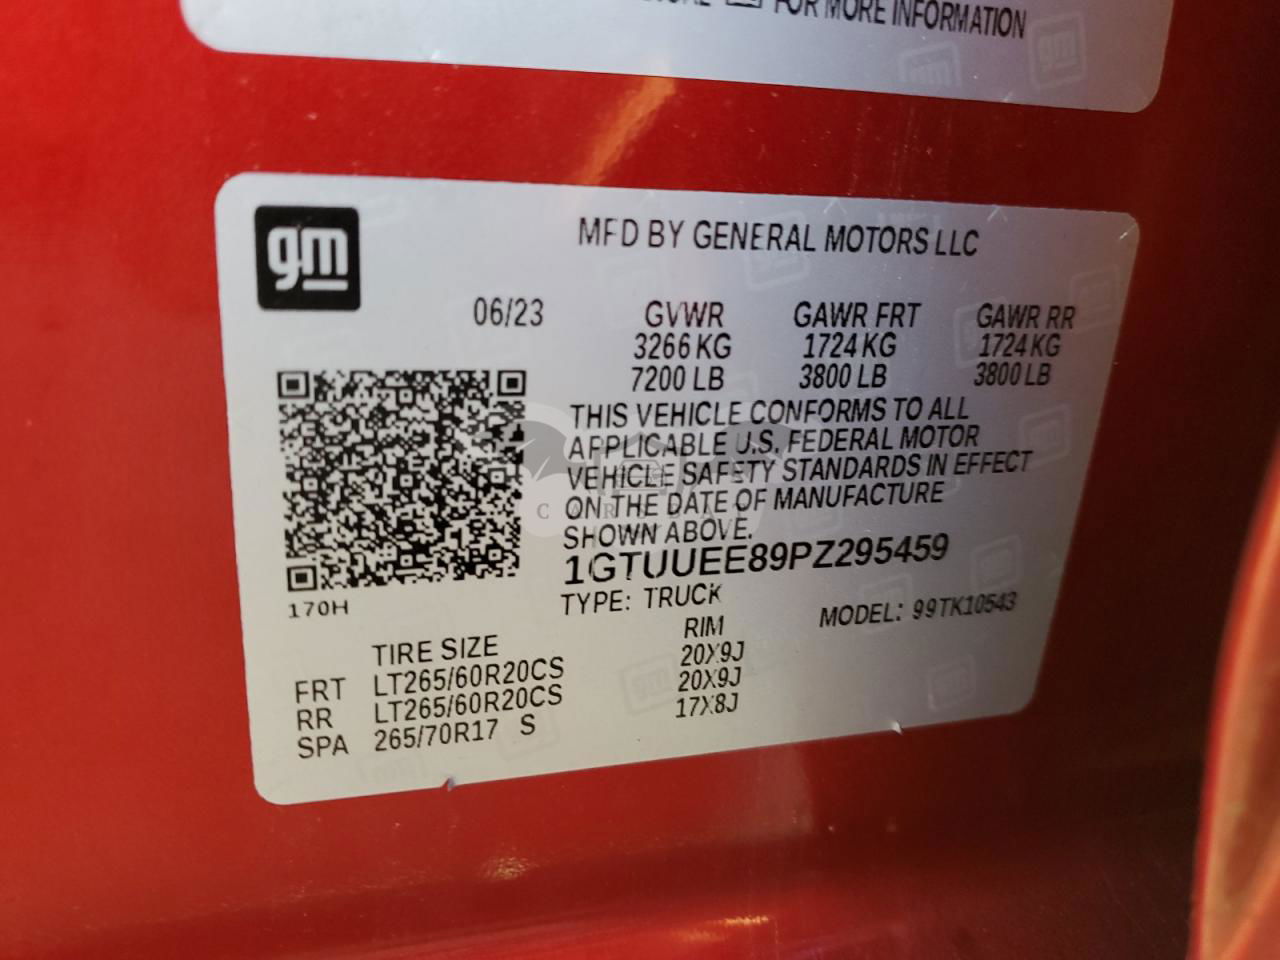 FOR MORE INFORMATION
gm
MFD BY GENERAL MOTORS LLC
06/23 GVWR GAWR FRT GAWR RR
3266 KG 1724 KG 1724 KG
7200 LB 3800 LB 3800 LB
THIS VEHICLE CONFORMS TO ALL
APPLICABLE U.S. FEDERAL MOTOR
VEHICLE SAFETY STANDARDS IN EFFECT
ON THE DATE OF MANUFACTURE
SHOWN ABOVE.
1GTUUEE89PZ295459
170H TYPE: TRUCK MODEL: 99TK10543
TIRE SIZE RIM
FRT LT265/60R20CS 20X9J
RR LT265/60R20CS 20X9J
SPA 265/70R17 S 17X8J